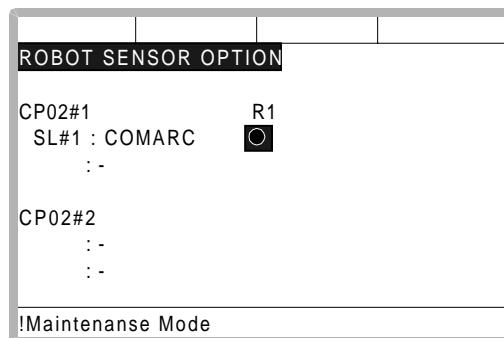 ROBOT SENSOR OPTION
CP02#1 R1
SL#1 : COMARC
: -
CP02#2
: -
: -
!Maintenanse Mode